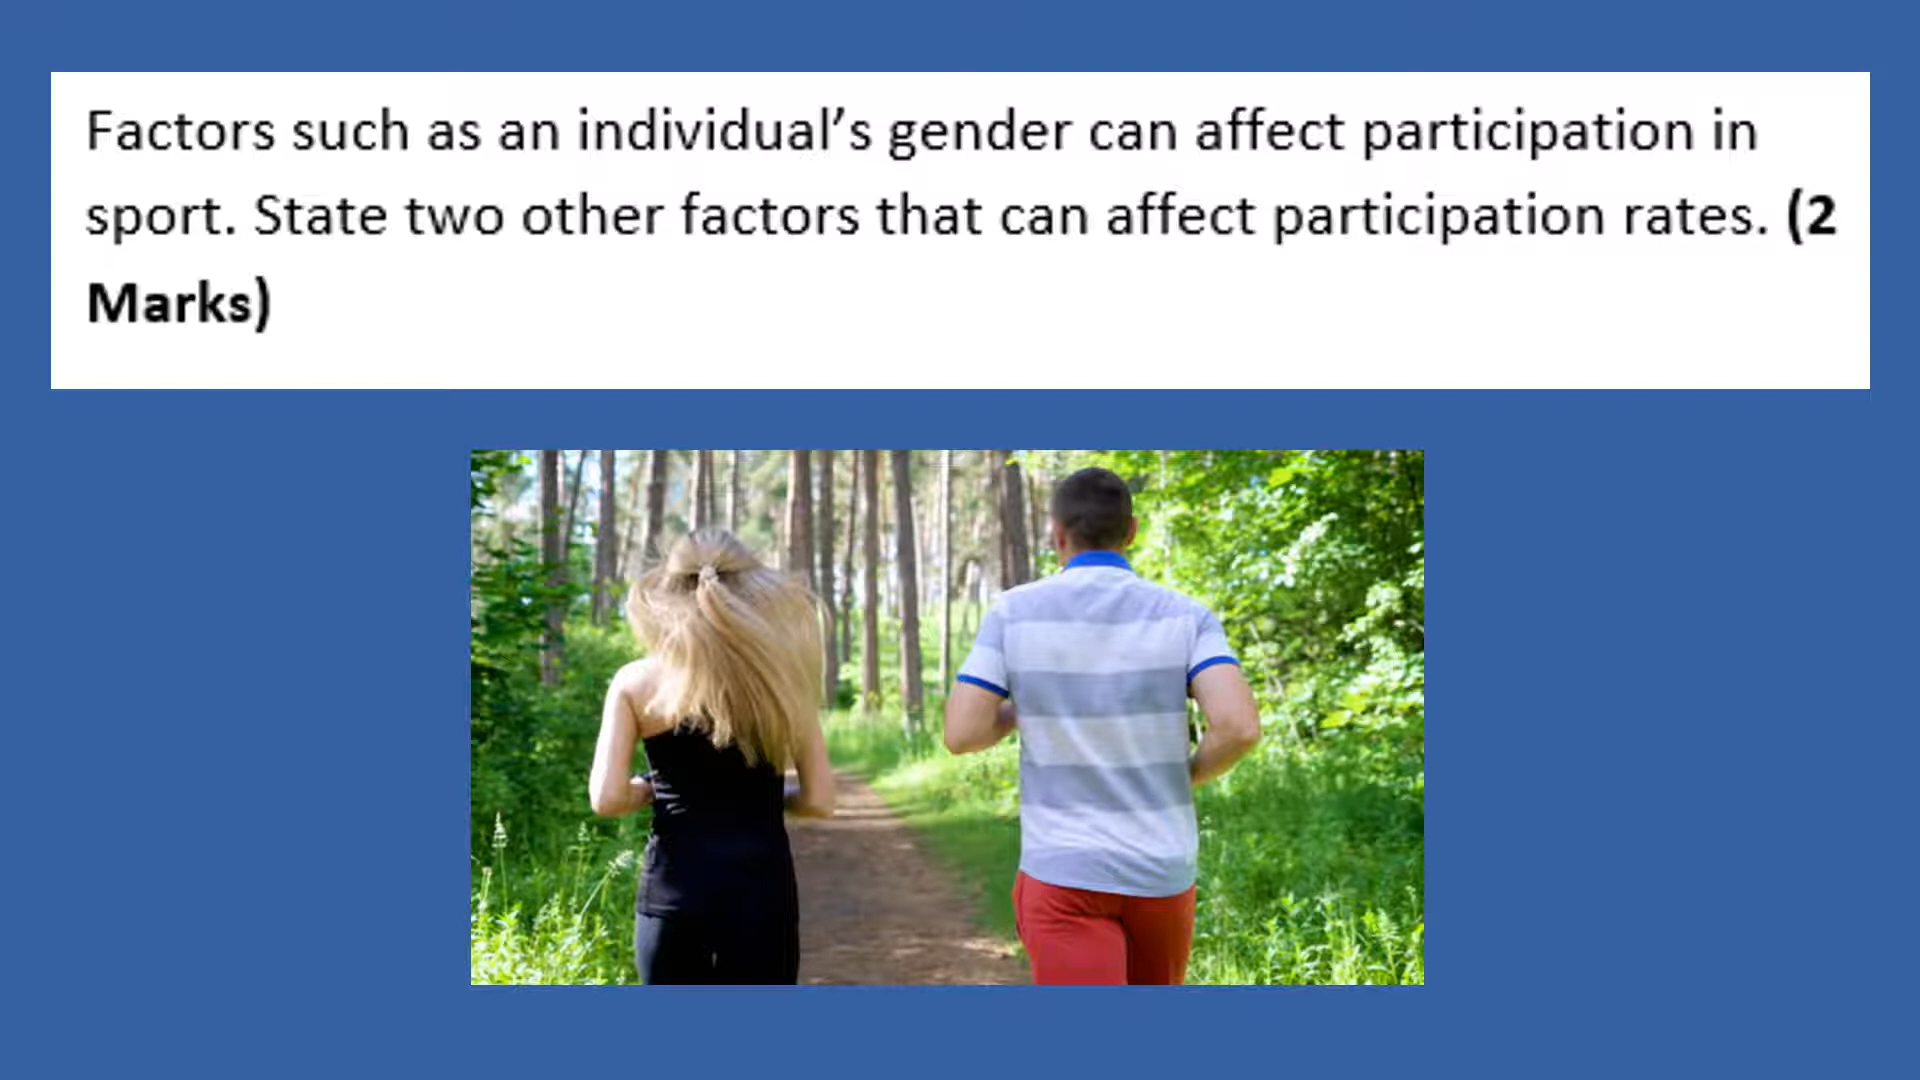 Factors such as an individual’s gender can affect participation in
sport. State two other factors that can affect participation rates. (2
Marks)